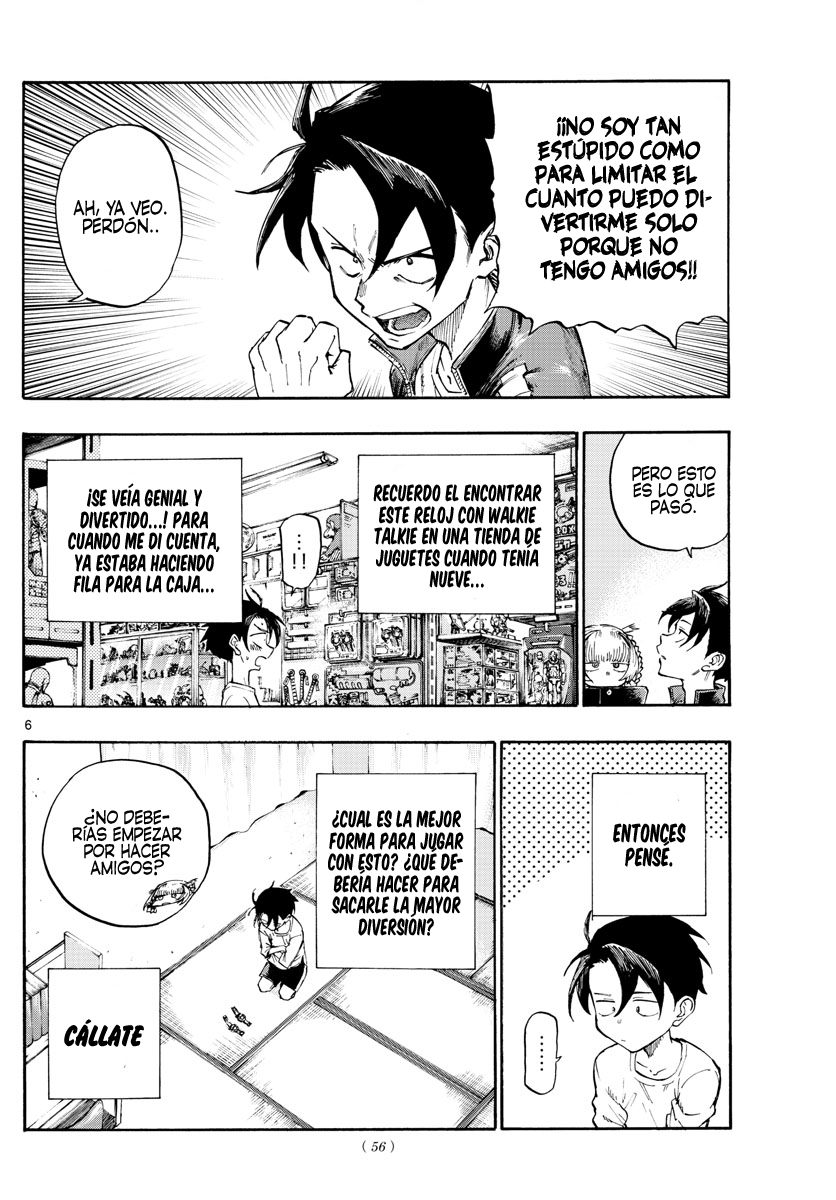 ¡¡NO SOY TAN
ESTÚPIDO COMO
PARA LIMITAR EL
CUANTO PUEDO DI-
VERTIRME SOLO
PORQUE NO
TENGO AMIGOS!!
AH, YA VEO.
PERDÓN..
PERO ESTO
ES LO QUE
PASÓ.
RECUERDO EL ENCONTRAR
ESTE RELOJ CON WALKIE
TALKIE EN UNA TIENDA DE
JUGUETES CUANDO TENÍA
NUEVE...
...
!!
¡SE VEÍA GENIAL Y
DIVERTIDO...! PARA
CUANDO ME DI CUENTA,
YA ESTABA HACIENDO
FILA PARA LA CAJA...
6
ENTONCES
PENSÉ.
......
¿CUAL ES LA MEJOR
FORMA PARA JUGAR
CON ESTO? ¿QUÉ DE-
BERÍA HACER PARA
SACARLE LA MAYOR
DIVERSIÓN?
¿NO DEBE-
RÍAS EMPEZAR
POR HACER
AMIGOS?
CÁLLATE
( 56 )